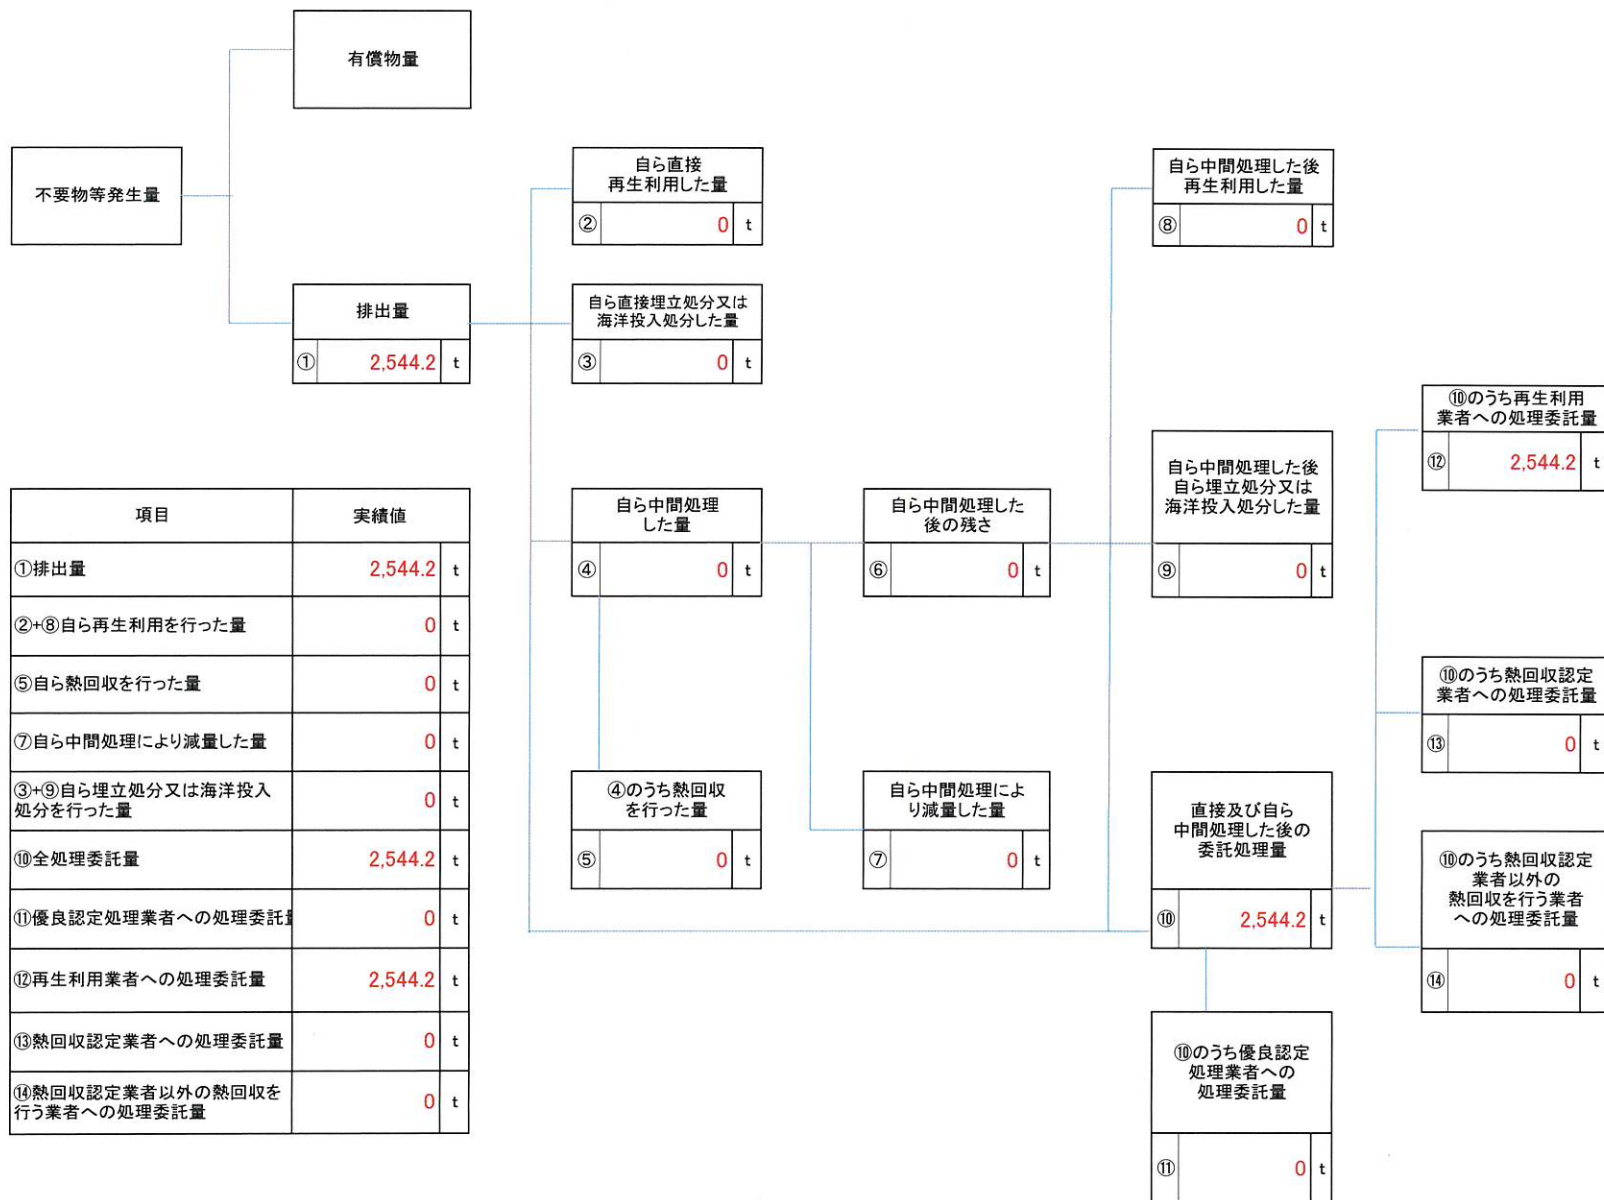 有償物量
不要物等発生量
排出量
① 2,544.2 t
自ら直接
再生利用した量
② 0 t
自ら直接埋立処分又は
海洋投入処分した量
③ 0 t
自ら中間処理
した量
④ 0 t
④のうち熱回収
を行った量
⑤ 0 t
自ら中間処理した
後の残さ
⑥ 0 t
自ら中間処理によ
り減量した量
⑦ 0 t
自ら中間処理した後
再生利用した量
⑧ 0 t
自ら中間処理した後
自ら埋立処分又は
海洋投入処分した量
⑨ 0 t
直接及び自ら
中間処理した後の
委託処理量
⑩ 2,544.2 t
⑩のうち優良認定
処理業者への
処理委託量
⑪ 0 t
⑩のうち再生利用
業者への処理委託量
⑫ 2,544.2 t
⑩のうち熱回収認定
業者への処理委託量
⑬ 0 t
⑩のうち熱回収認定
業者以外の
熱回収を行う業者
への処理委託量
⑭ 0 t
項目 実績値
①排出量 2,544.2 t
②+⑧自ら再生利用を行った量 0 t
⑤自ら熱回収を行った量 0 t
⑦自ら中間処理により減量した量 0 t
③+⑨自ら埋立処分又は海洋投入
処分を行った量 0 t
⑩全処理委託量 2,544.2 t
⑪優良認定処理業者への処理委託 0 t
⑫再生利用業者への処理委託量 2,544.2 t
⑬熱回収認定業者への処理委託量 0 t
⑭熱回収認定業者以外の熱回収を
行う業者への処理委託量 0 t